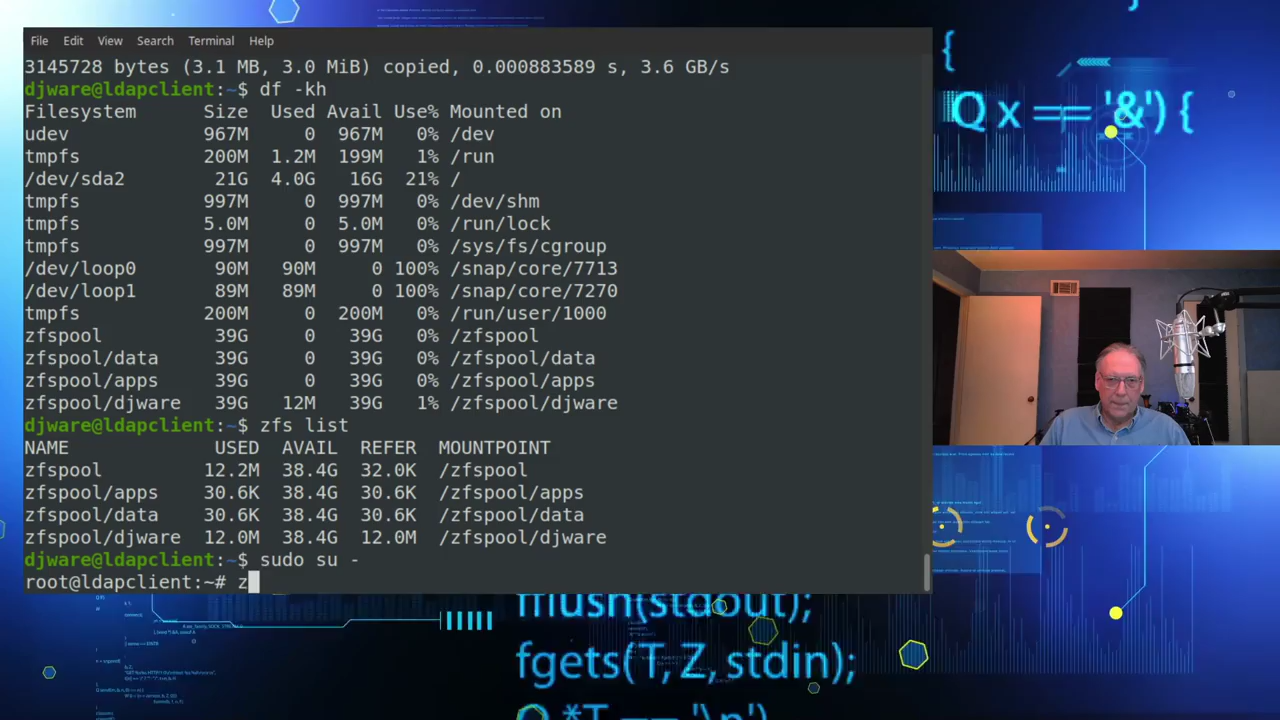 File Edit View Search Terminal Help
3145728 bytes (3.1 MB, 3.0 MiB) copied, 0.000883589 s, 3.6 GB/s
djware@ldapclient:~$ df -kh
Filesystem Size Used Avail Use% Mounted on
udev 967M 0 967M 0% /dev
tmpfs 200M 1.2M 199M 1% /run
/dev/sda2 21G 4.0G 16G 21% /
tmpfs 997M 0 997M 0% /dev/shm
tmpfs 5.0M 0 5.0M 0% /run/lock
tmpfs 997M 0 997M 0% /sys/fs/cgroup
/dev/loop0 90M 90M 0 100% /snap/core/7713
/dev/loop1 89M 89M 0 100% /snap/core/7270
tmpfs 200M 0 200M 0% /run/user/1000
zfspool 39G 0 39G 0% /zfspool
zfspool/data 39G 0 39G 0% /zfspool/data
zfspool/apps 39G 0 39G 0% /zfspool/apps
zfspool/djware 39G 12M 39G 1% /zfspool/djware
djware@ldapclient:~$ zfs list
NAME USED AVAIL REFER MOUNTPOINT
zfspool 12.2M 38.4G 32.0K /zfspool
zfspool/apps 30.6K 38.4G 30.6K /zfspool/apps
zfspool/data 30.6K 38.4G 30.6K /zfspool/data
zfspool/djware 12.0M 38.4G 12.0M /zfspool/djware
djware@ldapclient:~$ sudo su -
root@ldapclient:~# z
{
Q x == '&') {
(stdout);
fgets(T,Z,stdin);
Q *T == '\n')